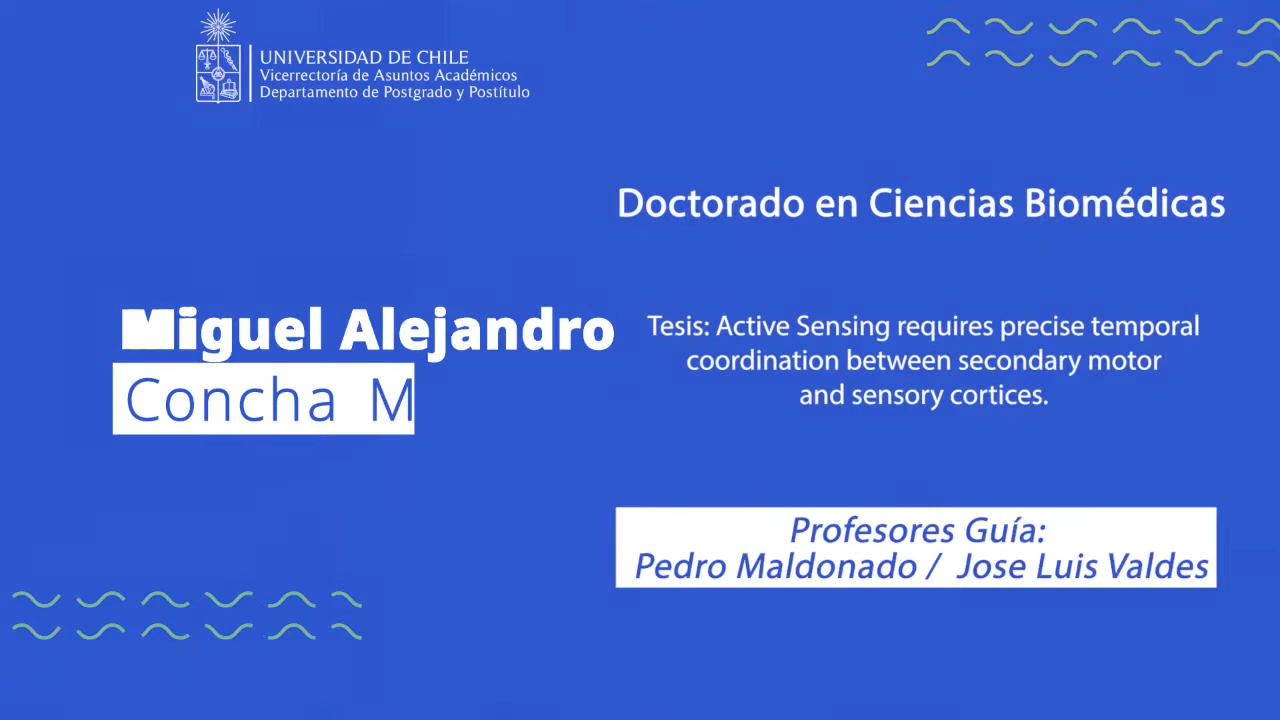 UNIVERSIDAD DE CHILE
Vicerrectoría de Asuntos Académicos
Departamento de Postgrado y Postítulo
Doctorado en Ciencias Biomédicas
Miguel Alejandro
Concha M
Tesis: Active Sensing requires precise temporal
coordination between secondary motor
and sensory cortices.
Profesores Guía:
Pedro Maldonado / Jose Luis Valdes